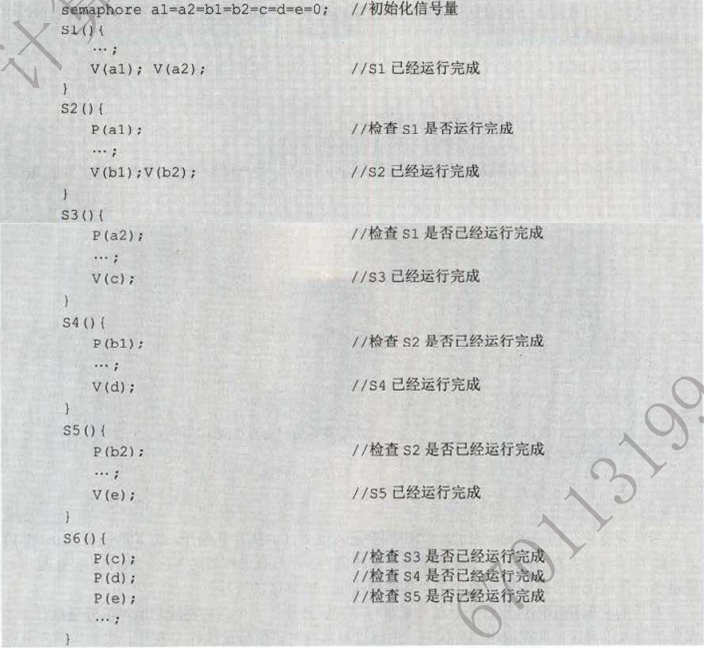 semaphore a1=a2=b1=b2=c=d=e=0; //初始化信号量
S1(){
…;
V(a1); V(a2); //S1 已经运行完成
}
S2(){
P(a1); //检查 S1 是否运行完成
…;
V(b1);V(b2); //S2 已经运行完成
}
S3(){
P(a2); //检查 S1 是否已经运行完成
…;
V(c); //S3 已经运行完成
}
S4(){
P(b1); //检查 S2 是否已经运行完成
…;
V(d); //S4 已经运行完成
}
S5(){
P(b2); //检查 S2 是否已经运行完成
…;
V(e); //S5 已经运行完成
}
S6(){
P(c); //检查 S3 是否已经运行完成
P(d); //检查 S4 是否已经运行完成
P(e); //检查 S5 是否已经运行完成
…;
}
670113199
计